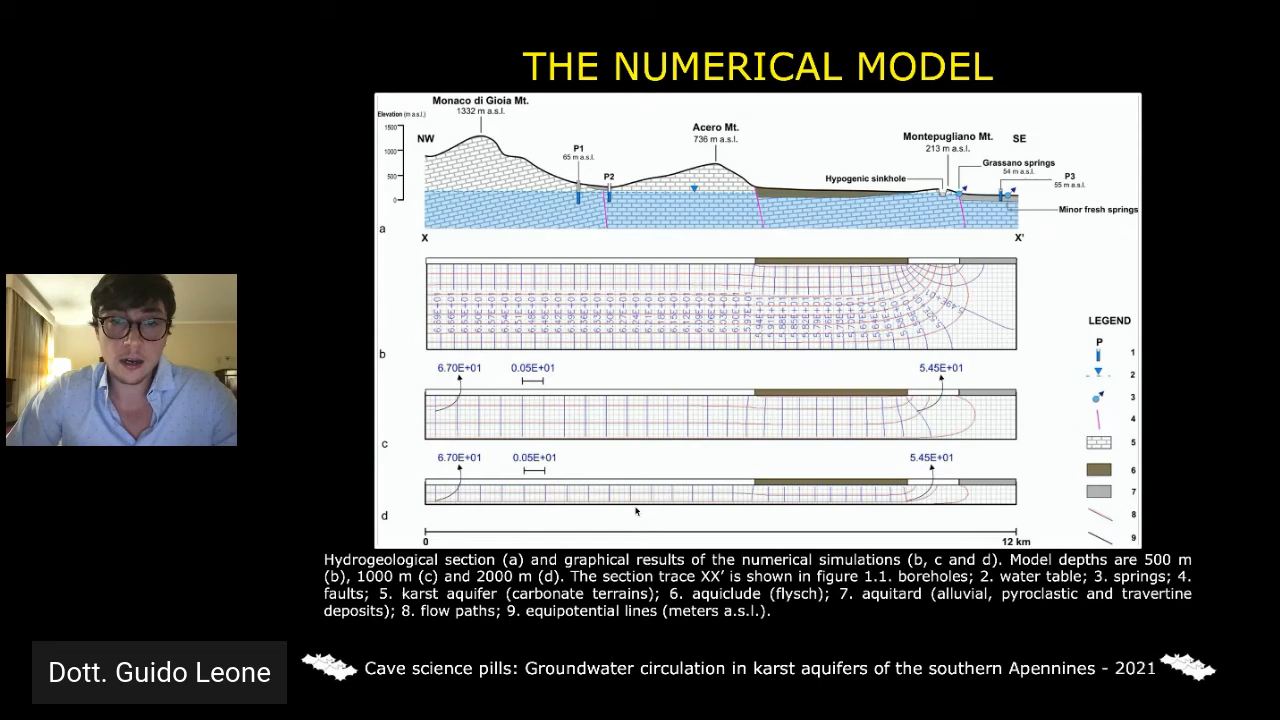 THE NUMERICAL MODEL
Monaco di Gioia Mt.
1332 m a.s.l.
Elevation (m a.s.l.)
1500
1000
500
0
NW
P1
65 m a.s.l.
P2
Acero Mt.
736 m a.s.l.
Montepugliano Mt.
213 m a.s.l.
SE
Grassano springs
54 m a.s.l.
P3
55 m a.s.l.
Hypogenic sinkhole
Minor fresh springs
a
X
X'
b
6.70E+01
0.05E+01
5.45E+01
c
6.70E+01
0.05E+01
5.45E+01
d
0
12 km
LEGEND
P
1
2
3
4
5
6
7
8
9
Hydrogeological section (a) and graphical results of the numerical simulations (b, c and d). Model depths are 500 m
(b), 1000 m (c) and 2000 m (d). The section trace XX' is shown in figure 1.1. boreholes; 2. water table; 3. springs; 4.
faults; 5. karst aquifer (carbonate terrains); 6. aquiclude (flysch); 7. aquitard (alluvial, pyroclastic and travertine
deposits); 8. flow paths; 9. equipotential lines (meters a.s.l.).
Dott. Guido Leone
Cave science pills: Groundwater circulation in karst aquifers of the southern Apennines - 2021